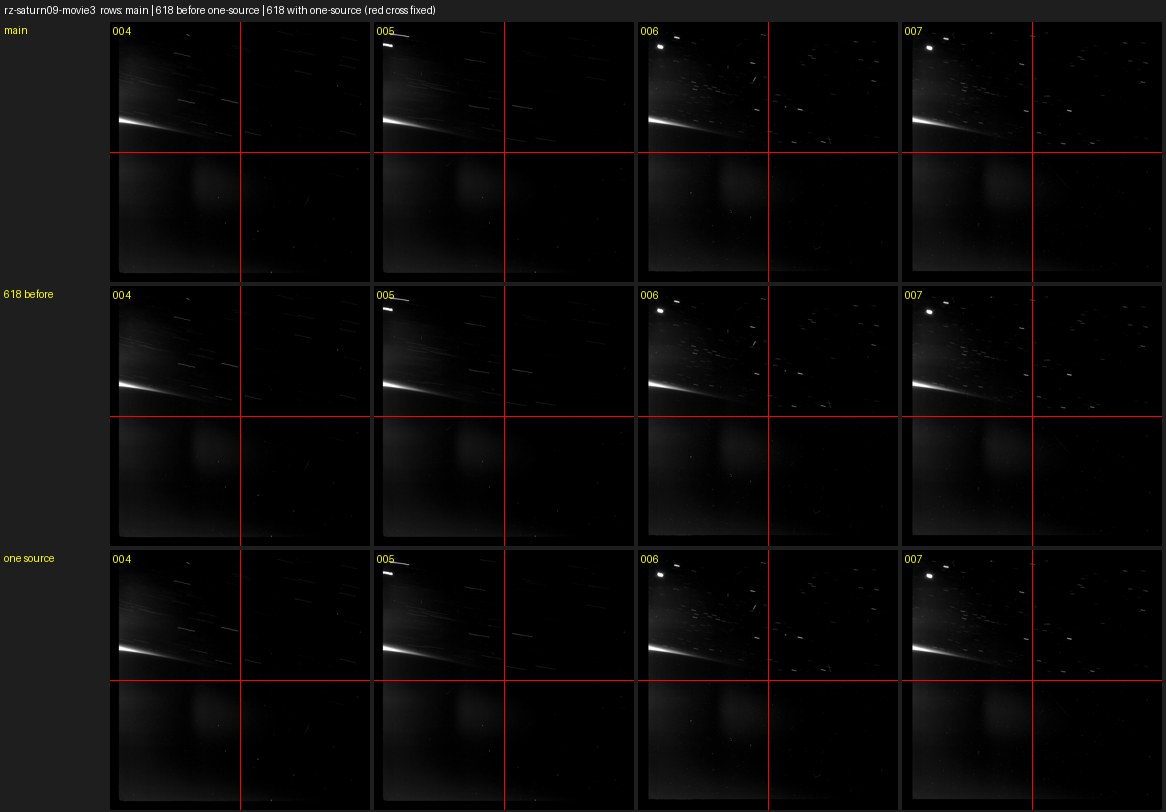 rz-saturn09-movie3 rows: main | 618 before one-source | 618 with one-source (red cross fixed)
main
004 005 006 007
618 before
004 005 006 007
one source
004 005 006 007